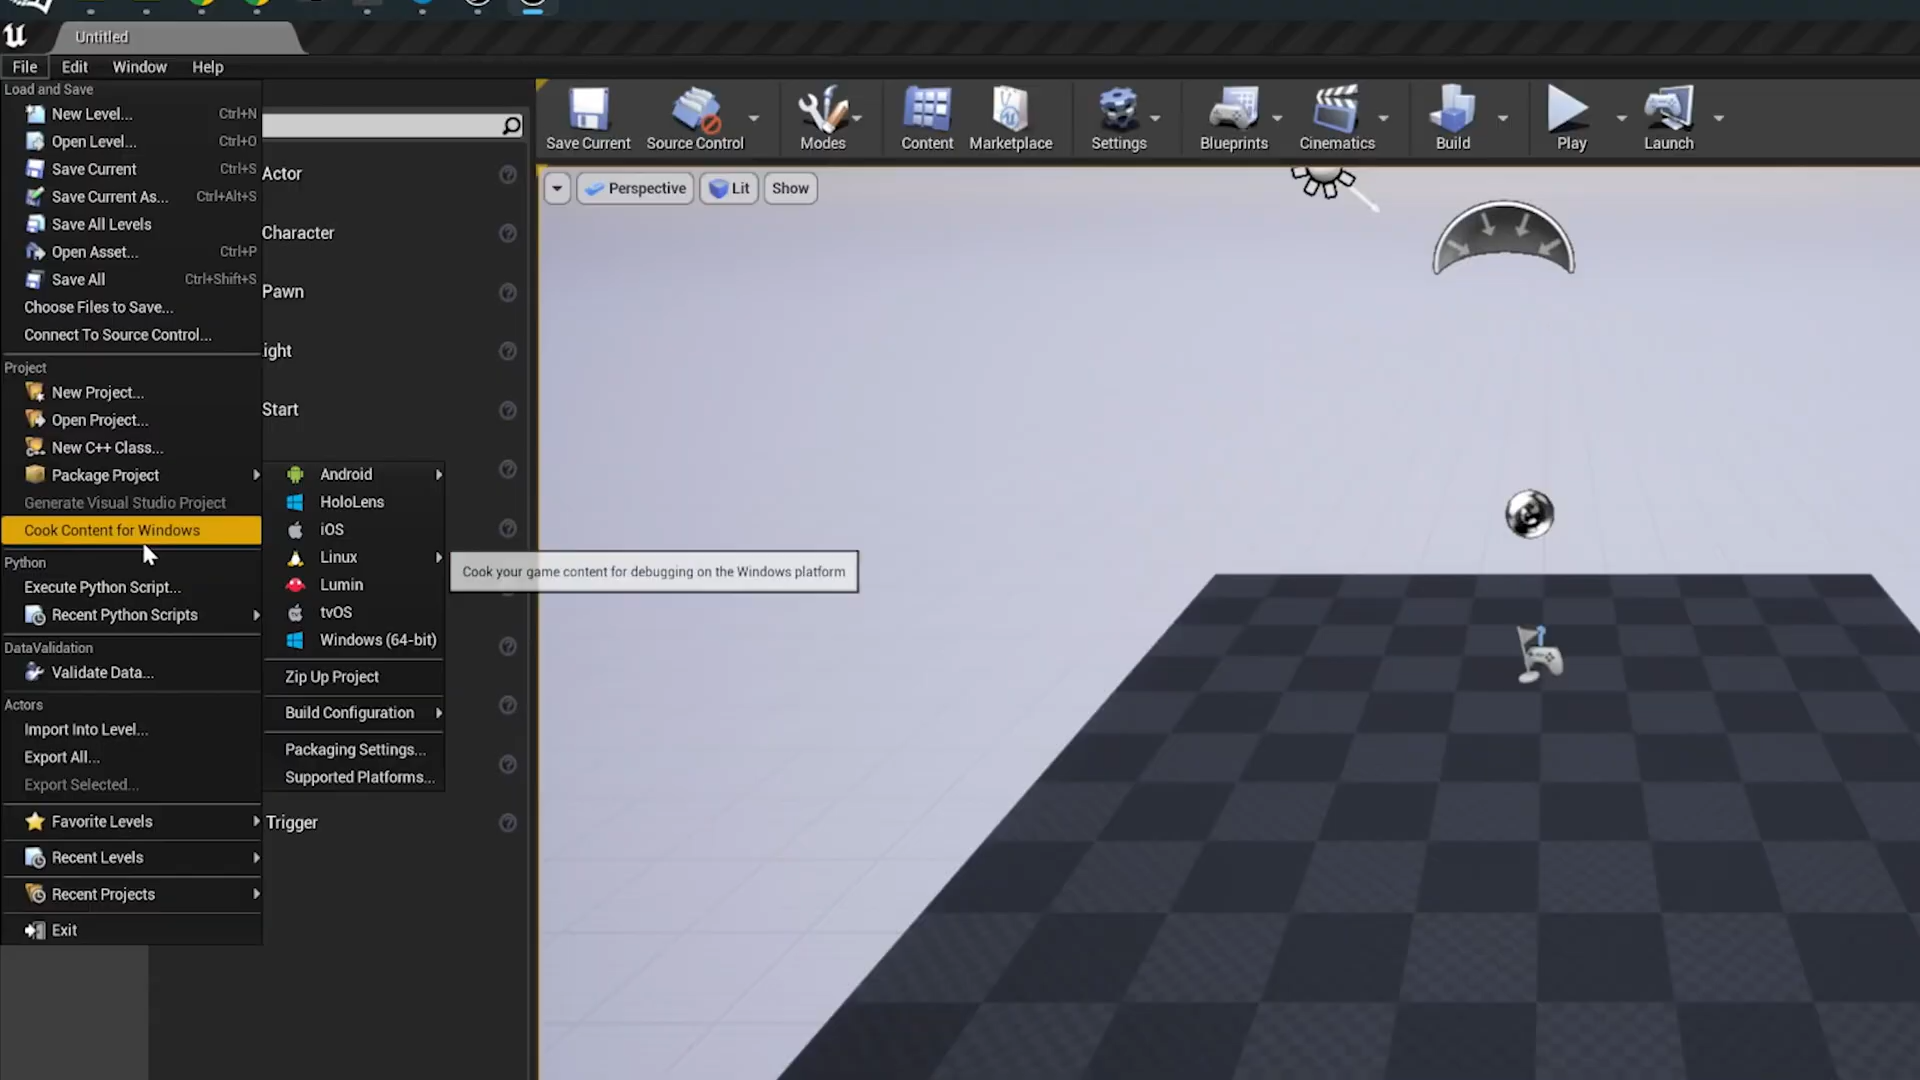 Untitled
File Edit Window Help
Load and Save
New Level... Ctrl+N
Open Level... Ctrl+O
Save Current Ctrl+S
Save Current As... Ctrl+Alt+S
Save All Levels
Open Asset... Ctrl+P
Save All Ctrl+Shift+S
Choose Files to Save...
Connect To Source Control...
Project
New Project...
Open Project...
New C++ Class...
Package Project
Generate Visual Studio Project
Cook Content for Windows
Python
Execute Python Script...
Recent Python Scripts
DataValidation
Validate Data...
Actors
Import Into Level...
Export All...
Export Selected...
Favorite Levels
Recent Levels
Recent Projects
Exit
Actor
Character
Pawn
ight
Start
Trigger
Android
HoloLens
iOS
Linux
Lumin
tvOS
Windows (64-bit)
Zip Up Project
Build Configuration
Packaging Settings...
Supported Platforms...
Cook your game content for debugging on the Windows platform
Save Current Source Control Modes Content Marketplace Settings Blueprints Cinematics Build Play Launch
Perspective Lit Show